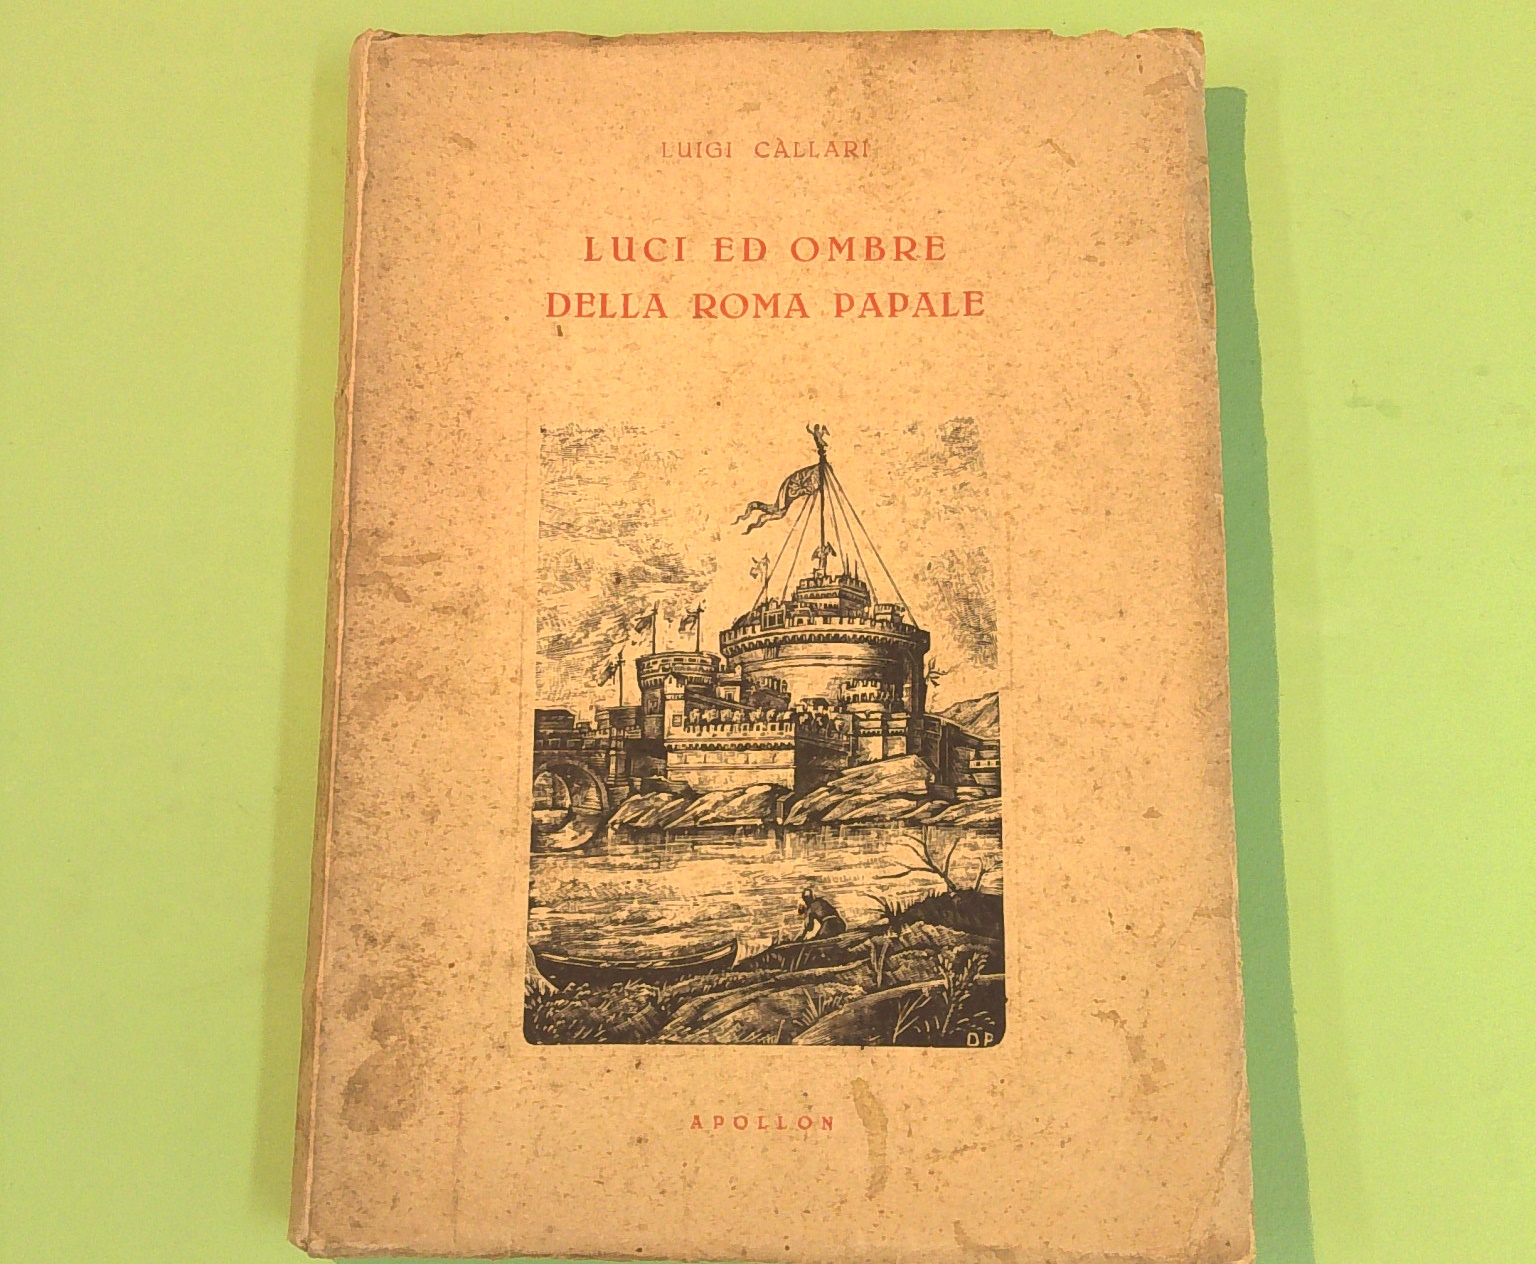 LUIGI CÀLLARI
LUCI ED OMBRE
DELLA ROMA PAPALE
DP
APOLLON